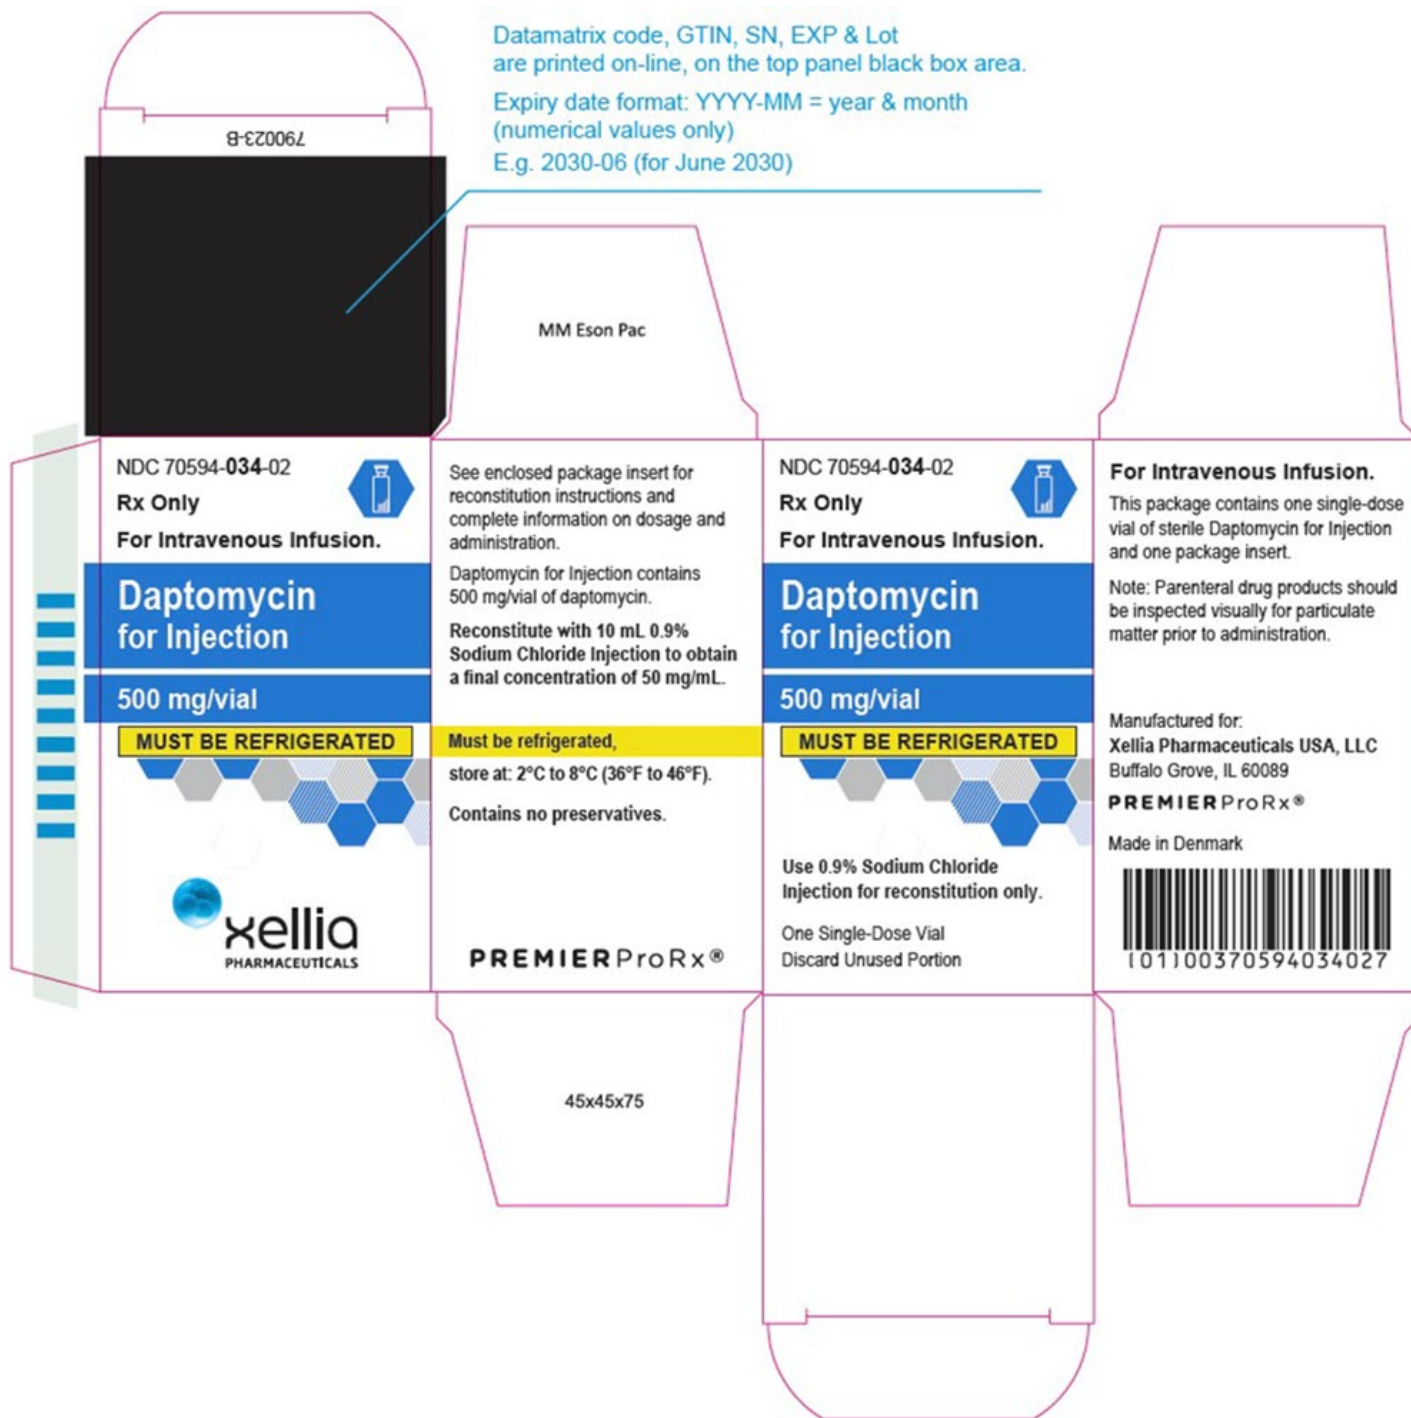 Datamatrix code, GTIN, SN, EXP & Lot
are printed on-line, on the top panel black box area.
Expiry date format: YYYY-MM = year & month
(numerical values only)
E.g. 2030-06 (for June 2030)
790023-B
MM Eson Pac
NDC 70594-034-02
Rx Only
For Intravenous Infusion.
Daptomycin
for Injection
500 mg/vial
MUST BE REFRIGERATED
xellia
PHARMACEUTICALS
See enclosed package insert for
reconstitution instructions and
complete information on dosage and
administration.
Daptomycin for Injection contains
500 mg/vial of daptomycin.
Reconstitute with 10 mL 0.9%
Sodium Chloride Injection to obtain
a final concentration of 50 mg/mL.
Must be refrigerated,
store at: 2°C to 8°C (36°F to 46°F).
Contains no preservatives.
PREMIERProRx®
NDC 70594-034-02
Rx Only
For Intravenous Infusion.
Daptomycin
for Injection
500 mg/vial
MUST BE REFRIGERATED
Use 0.9% Sodium Chloride
Injection for reconstitution only.
One Single-Dose Vial
Discard Unused Portion
For Intravenous Infusion.
This package contains one single-dose
vial of sterile Daptomycin for Injection
and one package insert.
Note: Parenteral drug products should
be inspected visually for particulate
matter prior to administration.
Manufactured for:
Xellia Pharmaceuticals USA, LLC
Buffalo Grove, IL 60089
PREMIERProRx®
Made in Denmark
(01)00370594034027
45x45x75